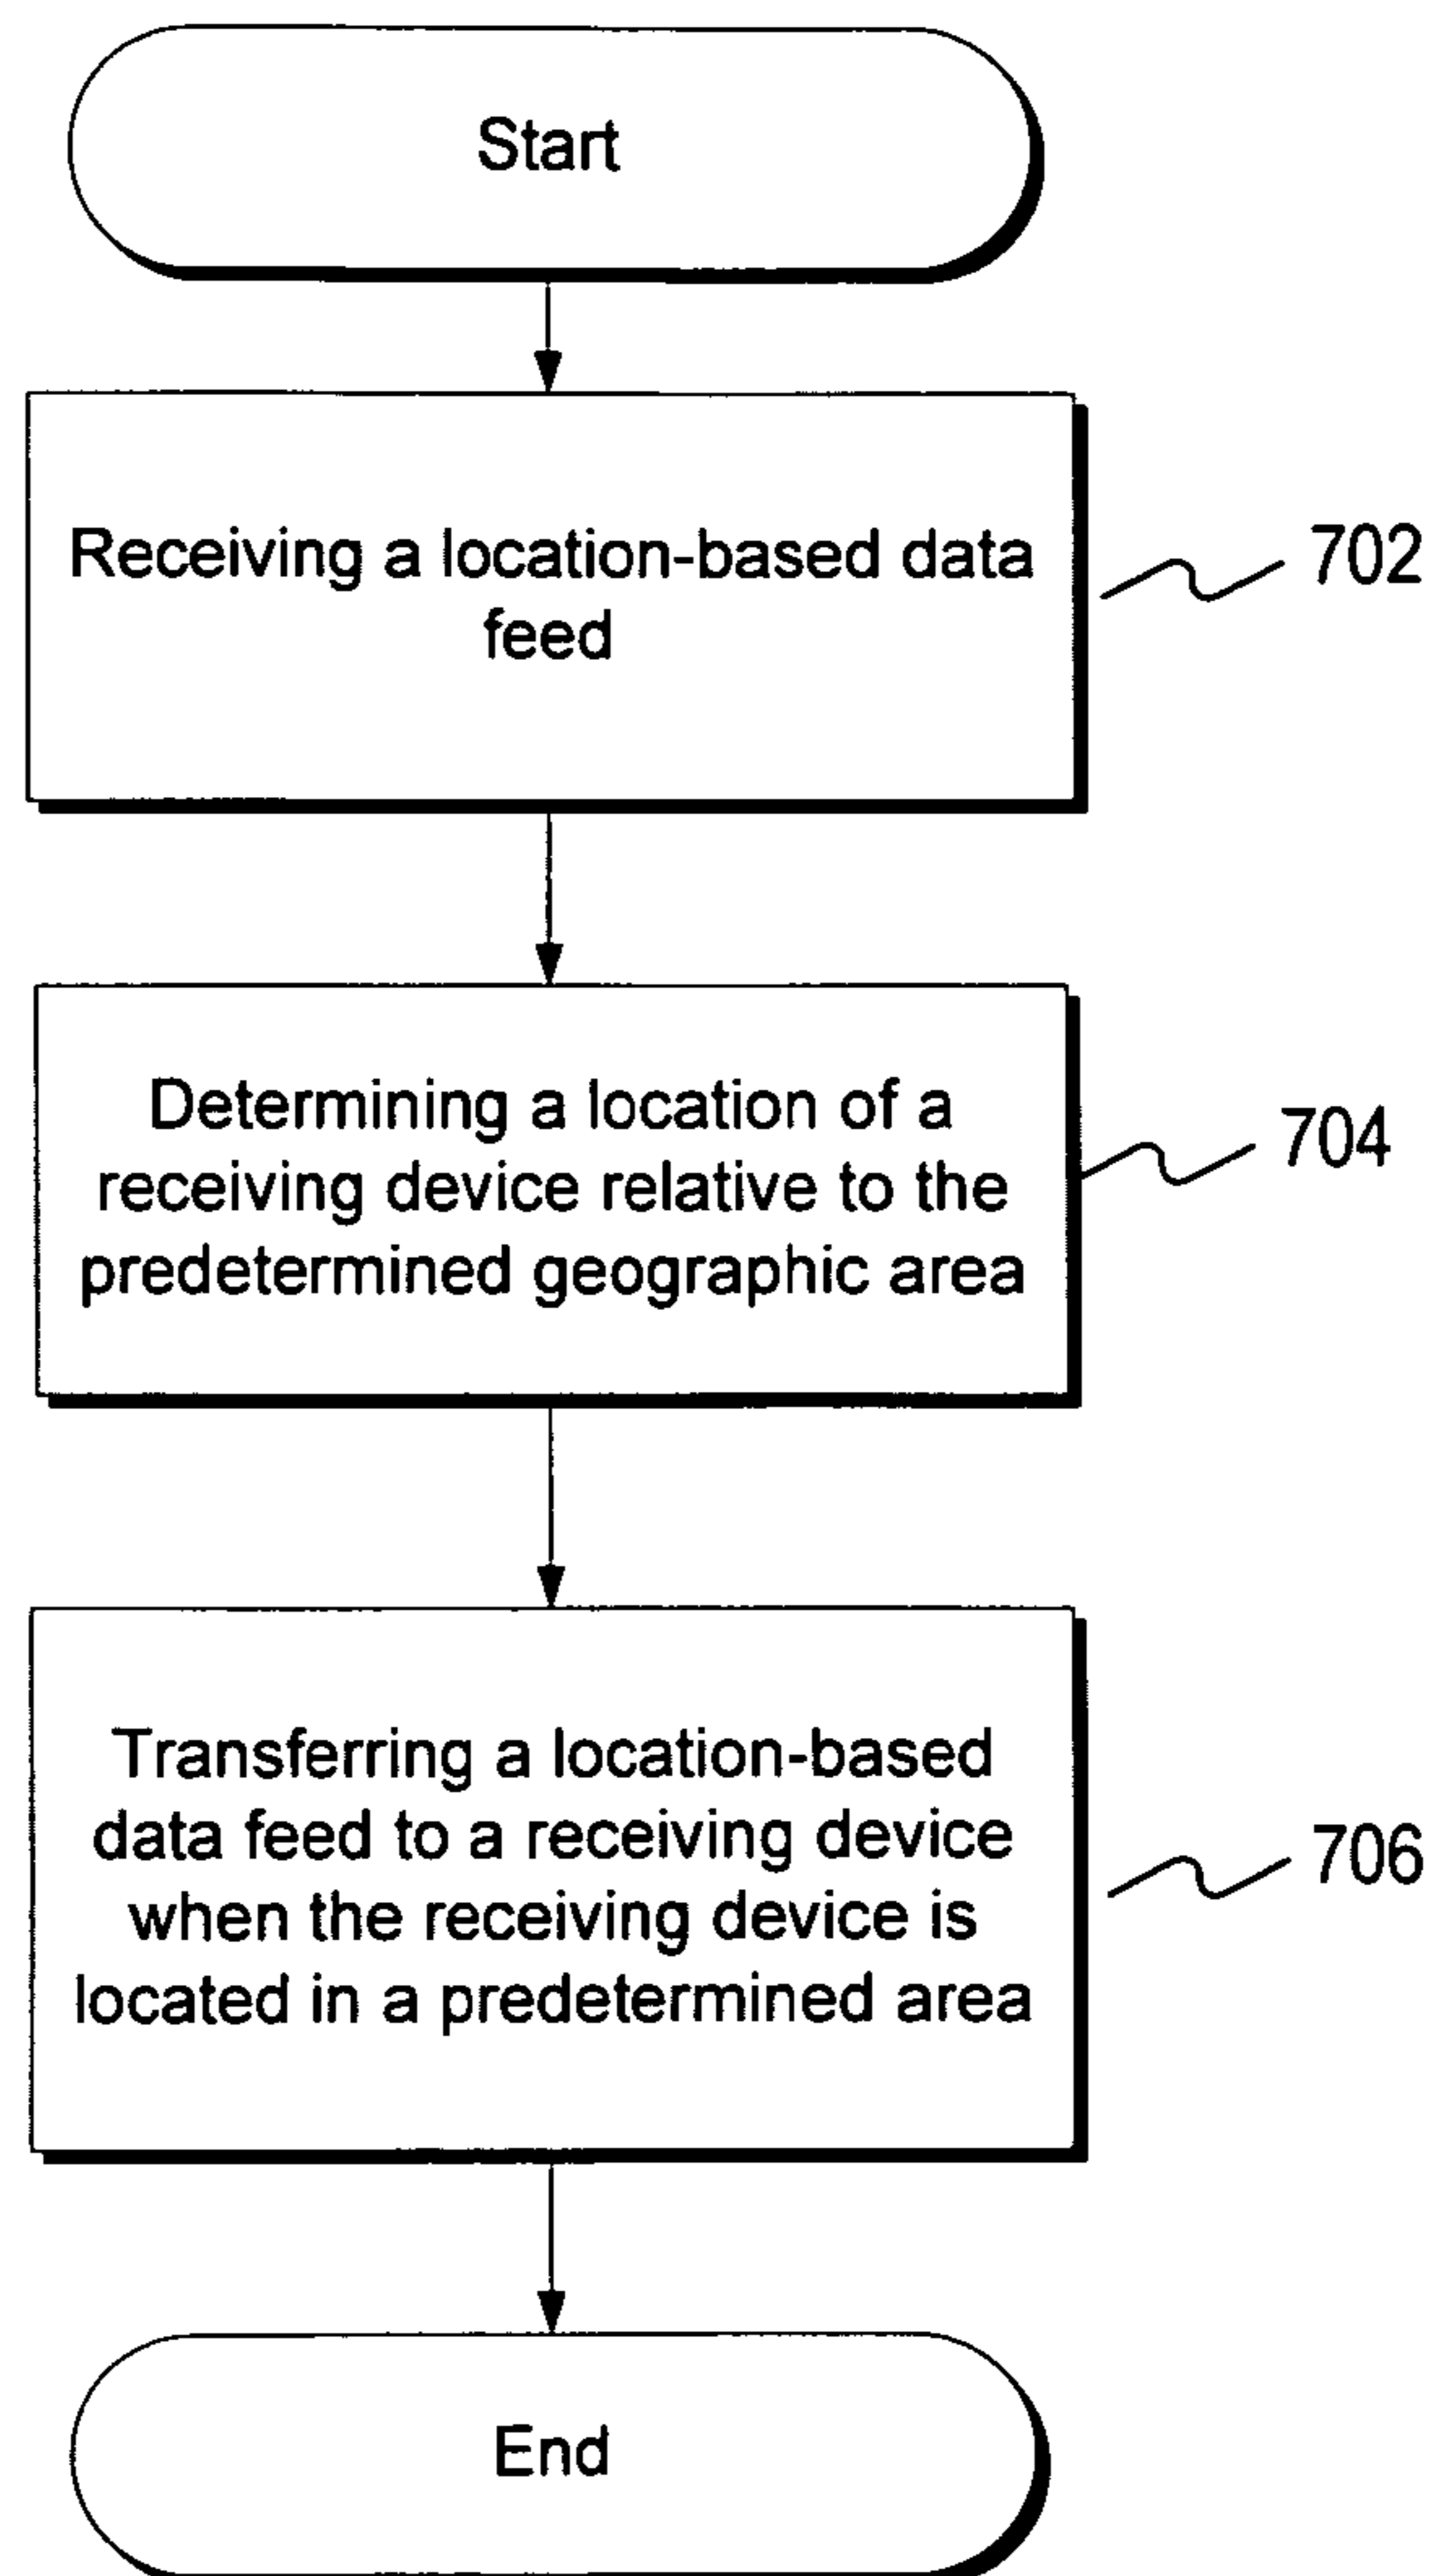 Start
Receiving a location-based data
feed
702
Determining a location of a
receiving device relative to the
predetermined geographic area
704
Transferring a location-based
data feed to a receiving device
when the receiving device is
located in a predetermined area
706
End